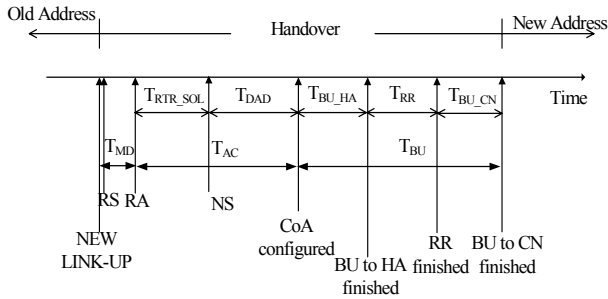 Old Address
Handover
New Address
T_RTR_SOL
T_DAD
T_BU_HA
T_RR
T_BU_CN
Time
T_MD
T_AC
T_BU
RS RA
NS
NEW
LINK-UP
CoA
configured
BU to HA
finished
RR
finished
BU to CN
finished